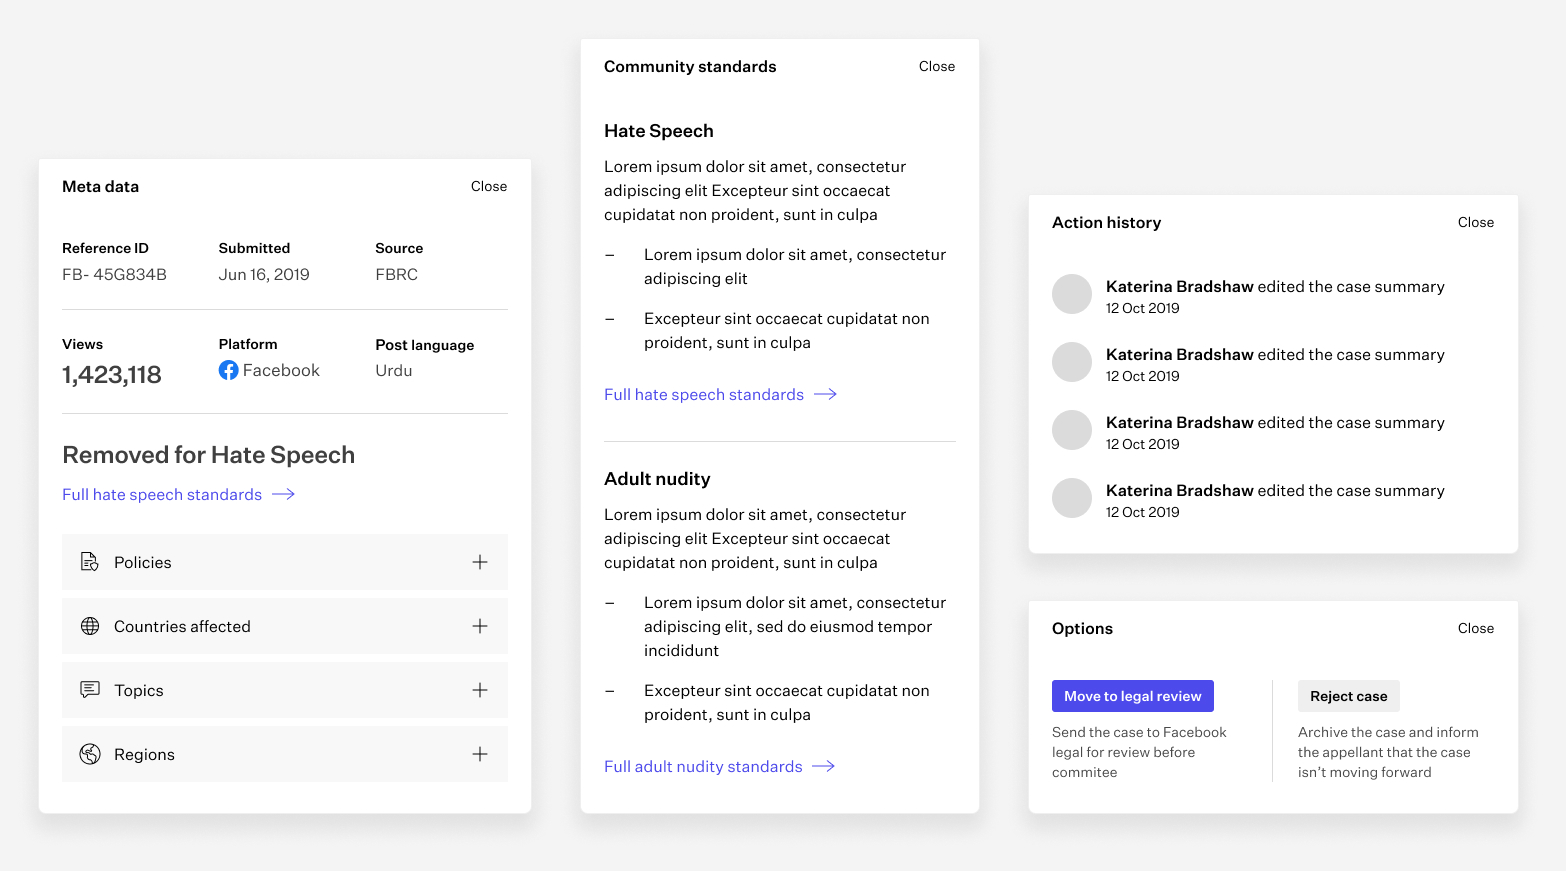 Meta data
Close
Reference ID
Submitted
Source
FB- 45G834B
Jun 16, 2019
FBRC
Views
Platform
Post language
1,423,118
Facebook
Urdu
Removed for Hate Speech
Full hate speech standards
Policies
Countries affected
Topics
Regions
Community standards
Close
Hate Speech
Lorem ipsum dolor sit amet, consectetur
adipiscing elit Excepteur sint occaecat
cupidatat non proident, sunt in culpa
– Lorem ipsum dolor sit amet, consectetur
adipiscing elit
– Excepteur sint occaecat cupidatat non
proident, sunt in culpa
Full hate speech standards
Adult nudity
Lorem ipsum dolor sit amet, consectetur
adipiscing elit Excepteur sint occaecat
cupidatat non proident, sunt in culpa
– Lorem ipsum dolor sit amet, consectetur
adipiscing elit, sed do eiusmod tempor
incididunt
– Excepteur sint occaecat cupidatat non
proident, sunt in culpa
Full adult nudity standards
Action history
Close
Katerina Bradshaw edited the case summary
12 Oct 2019
Katerina Bradshaw edited the case summary
12 Oct 2019
Katerina Bradshaw edited the case summary
12 Oct 2019
Katerina Bradshaw edited the case summary
12 Oct 2019
Options
Close
Move to legal review
Send the case to Facebook
legal for review before
commitee
Reject case
Archive the case and inform
the appellant that the case
isn't moving forward